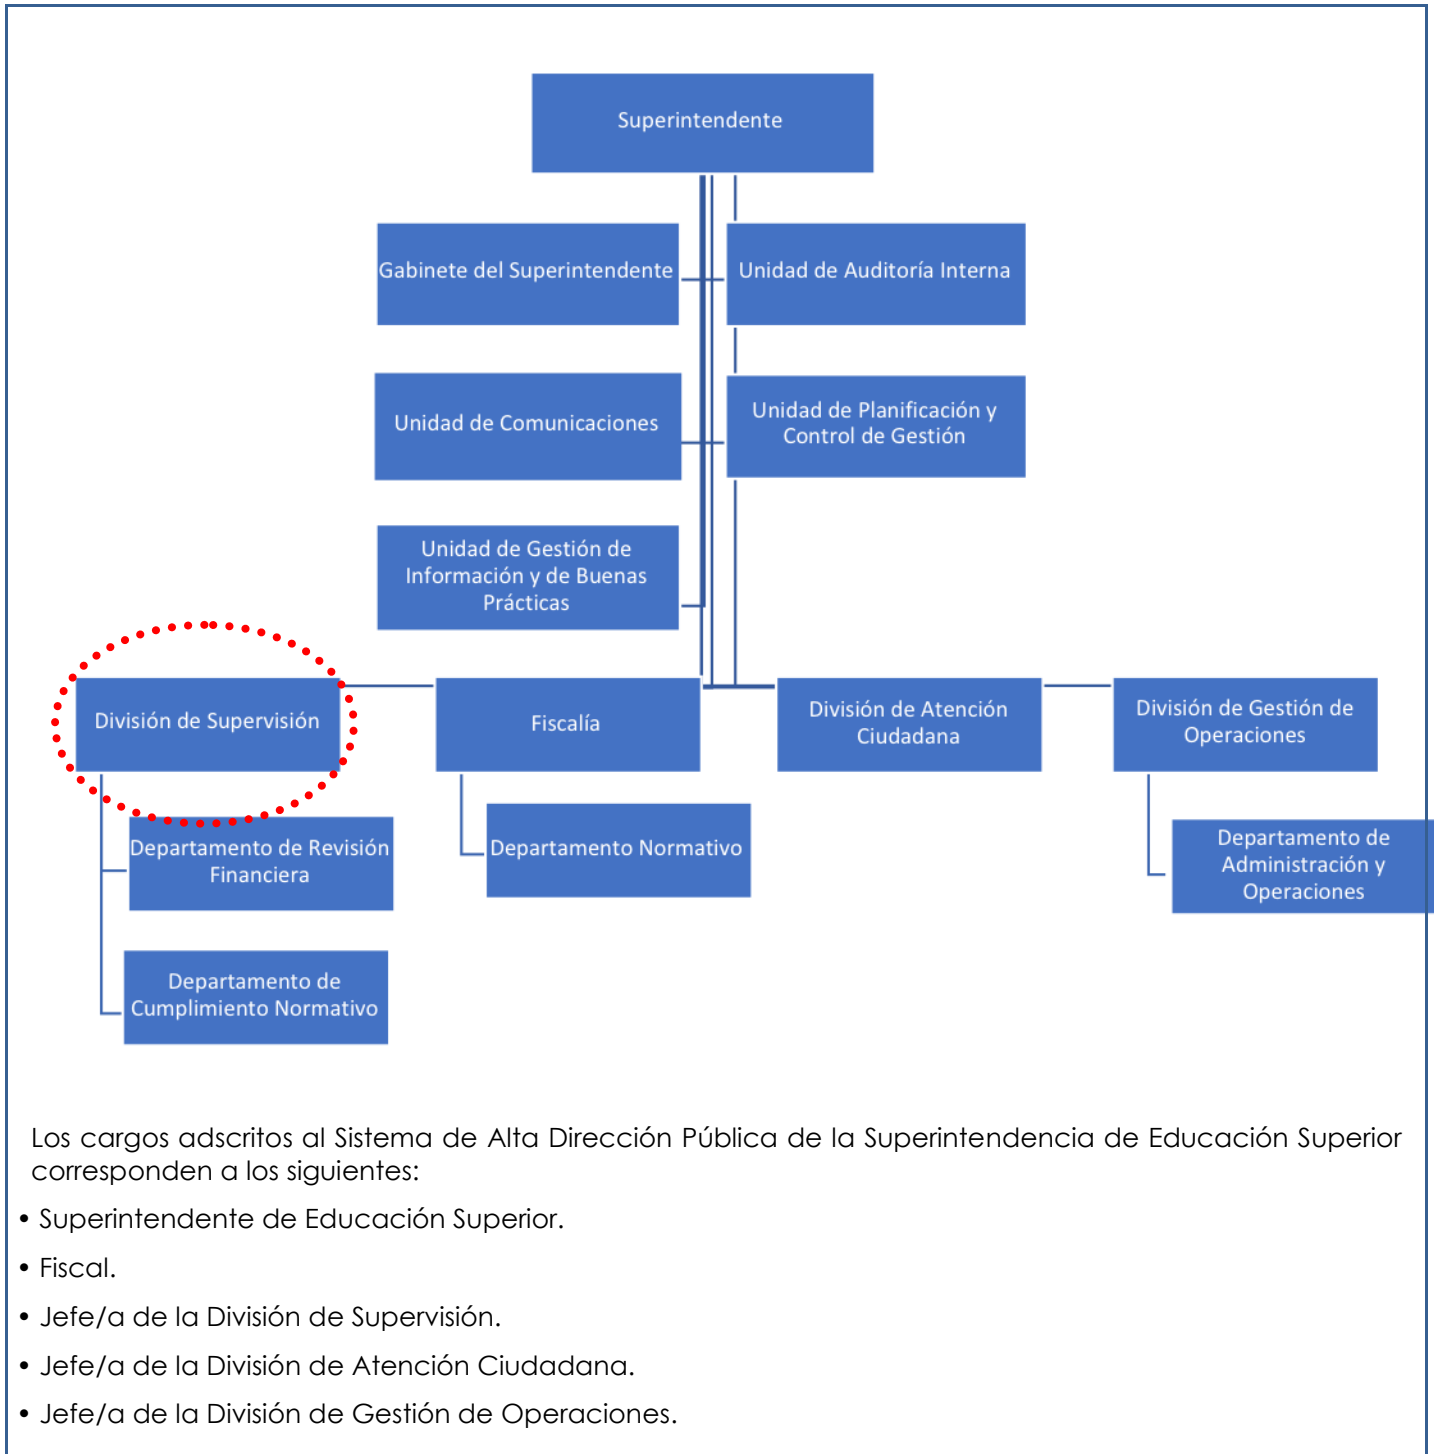 Superintendente
Gabinete del Superintendente
Unidad de Auditoría Interna
Unidad de Comunicaciones
Unidad de Planificación y
Control de Gestión
Unidad de Gestión de
Información y de Buenas
Prácticas
División de Supervisión
Fiscalía
División de Atención
Ciudadana
División de Gestión de
Operaciones
Departamento de Revisión
Financiera
Departamento Normativo
Departamento de
Administración y
Operaciones
Departamento de
Cumplimiento Normativo
Los cargos adscritos al Sistema de Alta Dirección Pública de la Superintendencia de Educación Superior
corresponden a los siguientes:
• Superintendente de Educación Superior.
• Fiscal.
• Jefe/a de la División de Supervisión.
• Jefe/a de la División de Atención Ciudadana.
• Jefe/a de la División de Gestión de Operaciones.